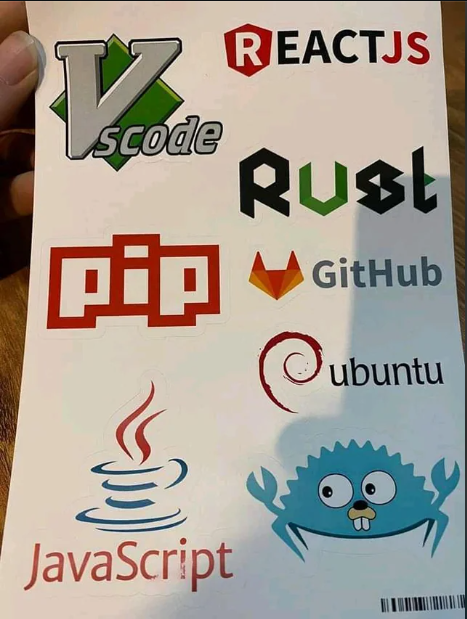 Vscode
REACTJS
Rust
pip
GitHub
ubuntu
JavaScript